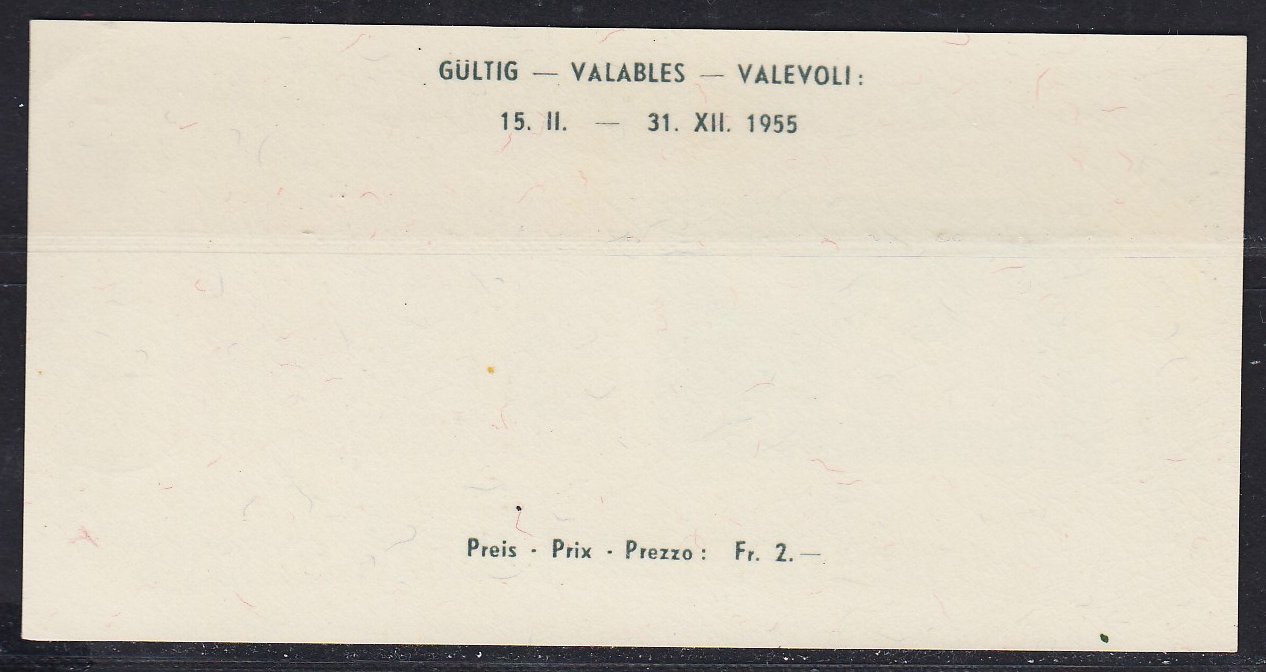 GÜLTIG — VALABLES — VALEVOLI:
15. II. — 31. XII. 1955
Preis - Prix - Prezzo: Fr. 2.—